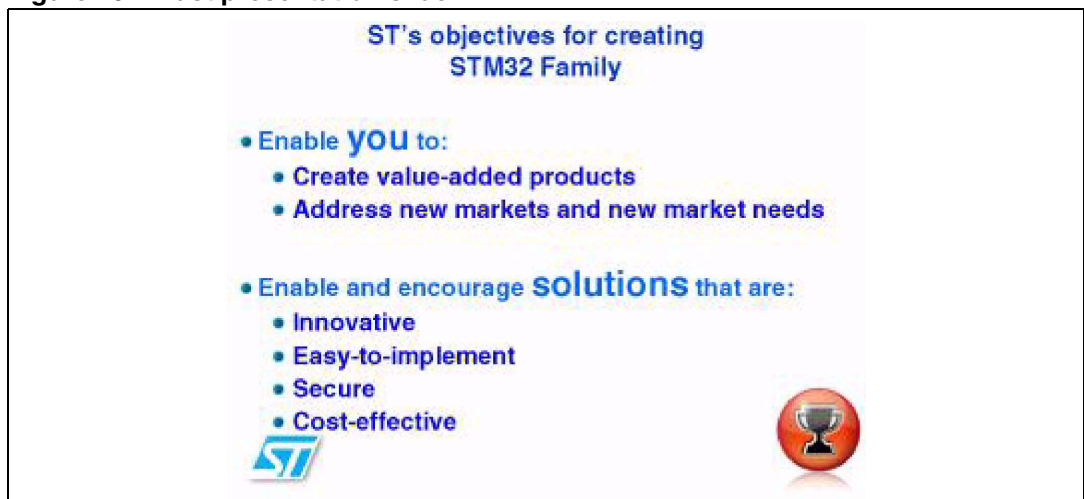 ST's objectives for creating
STM32 Family
• Enable you to:
• Create value-added products
• Address new markets and new market needs
• Enable and encourage solutions that are:
• Innovative
• Easy-to-implement
• Secure
• Cost-effective
ST